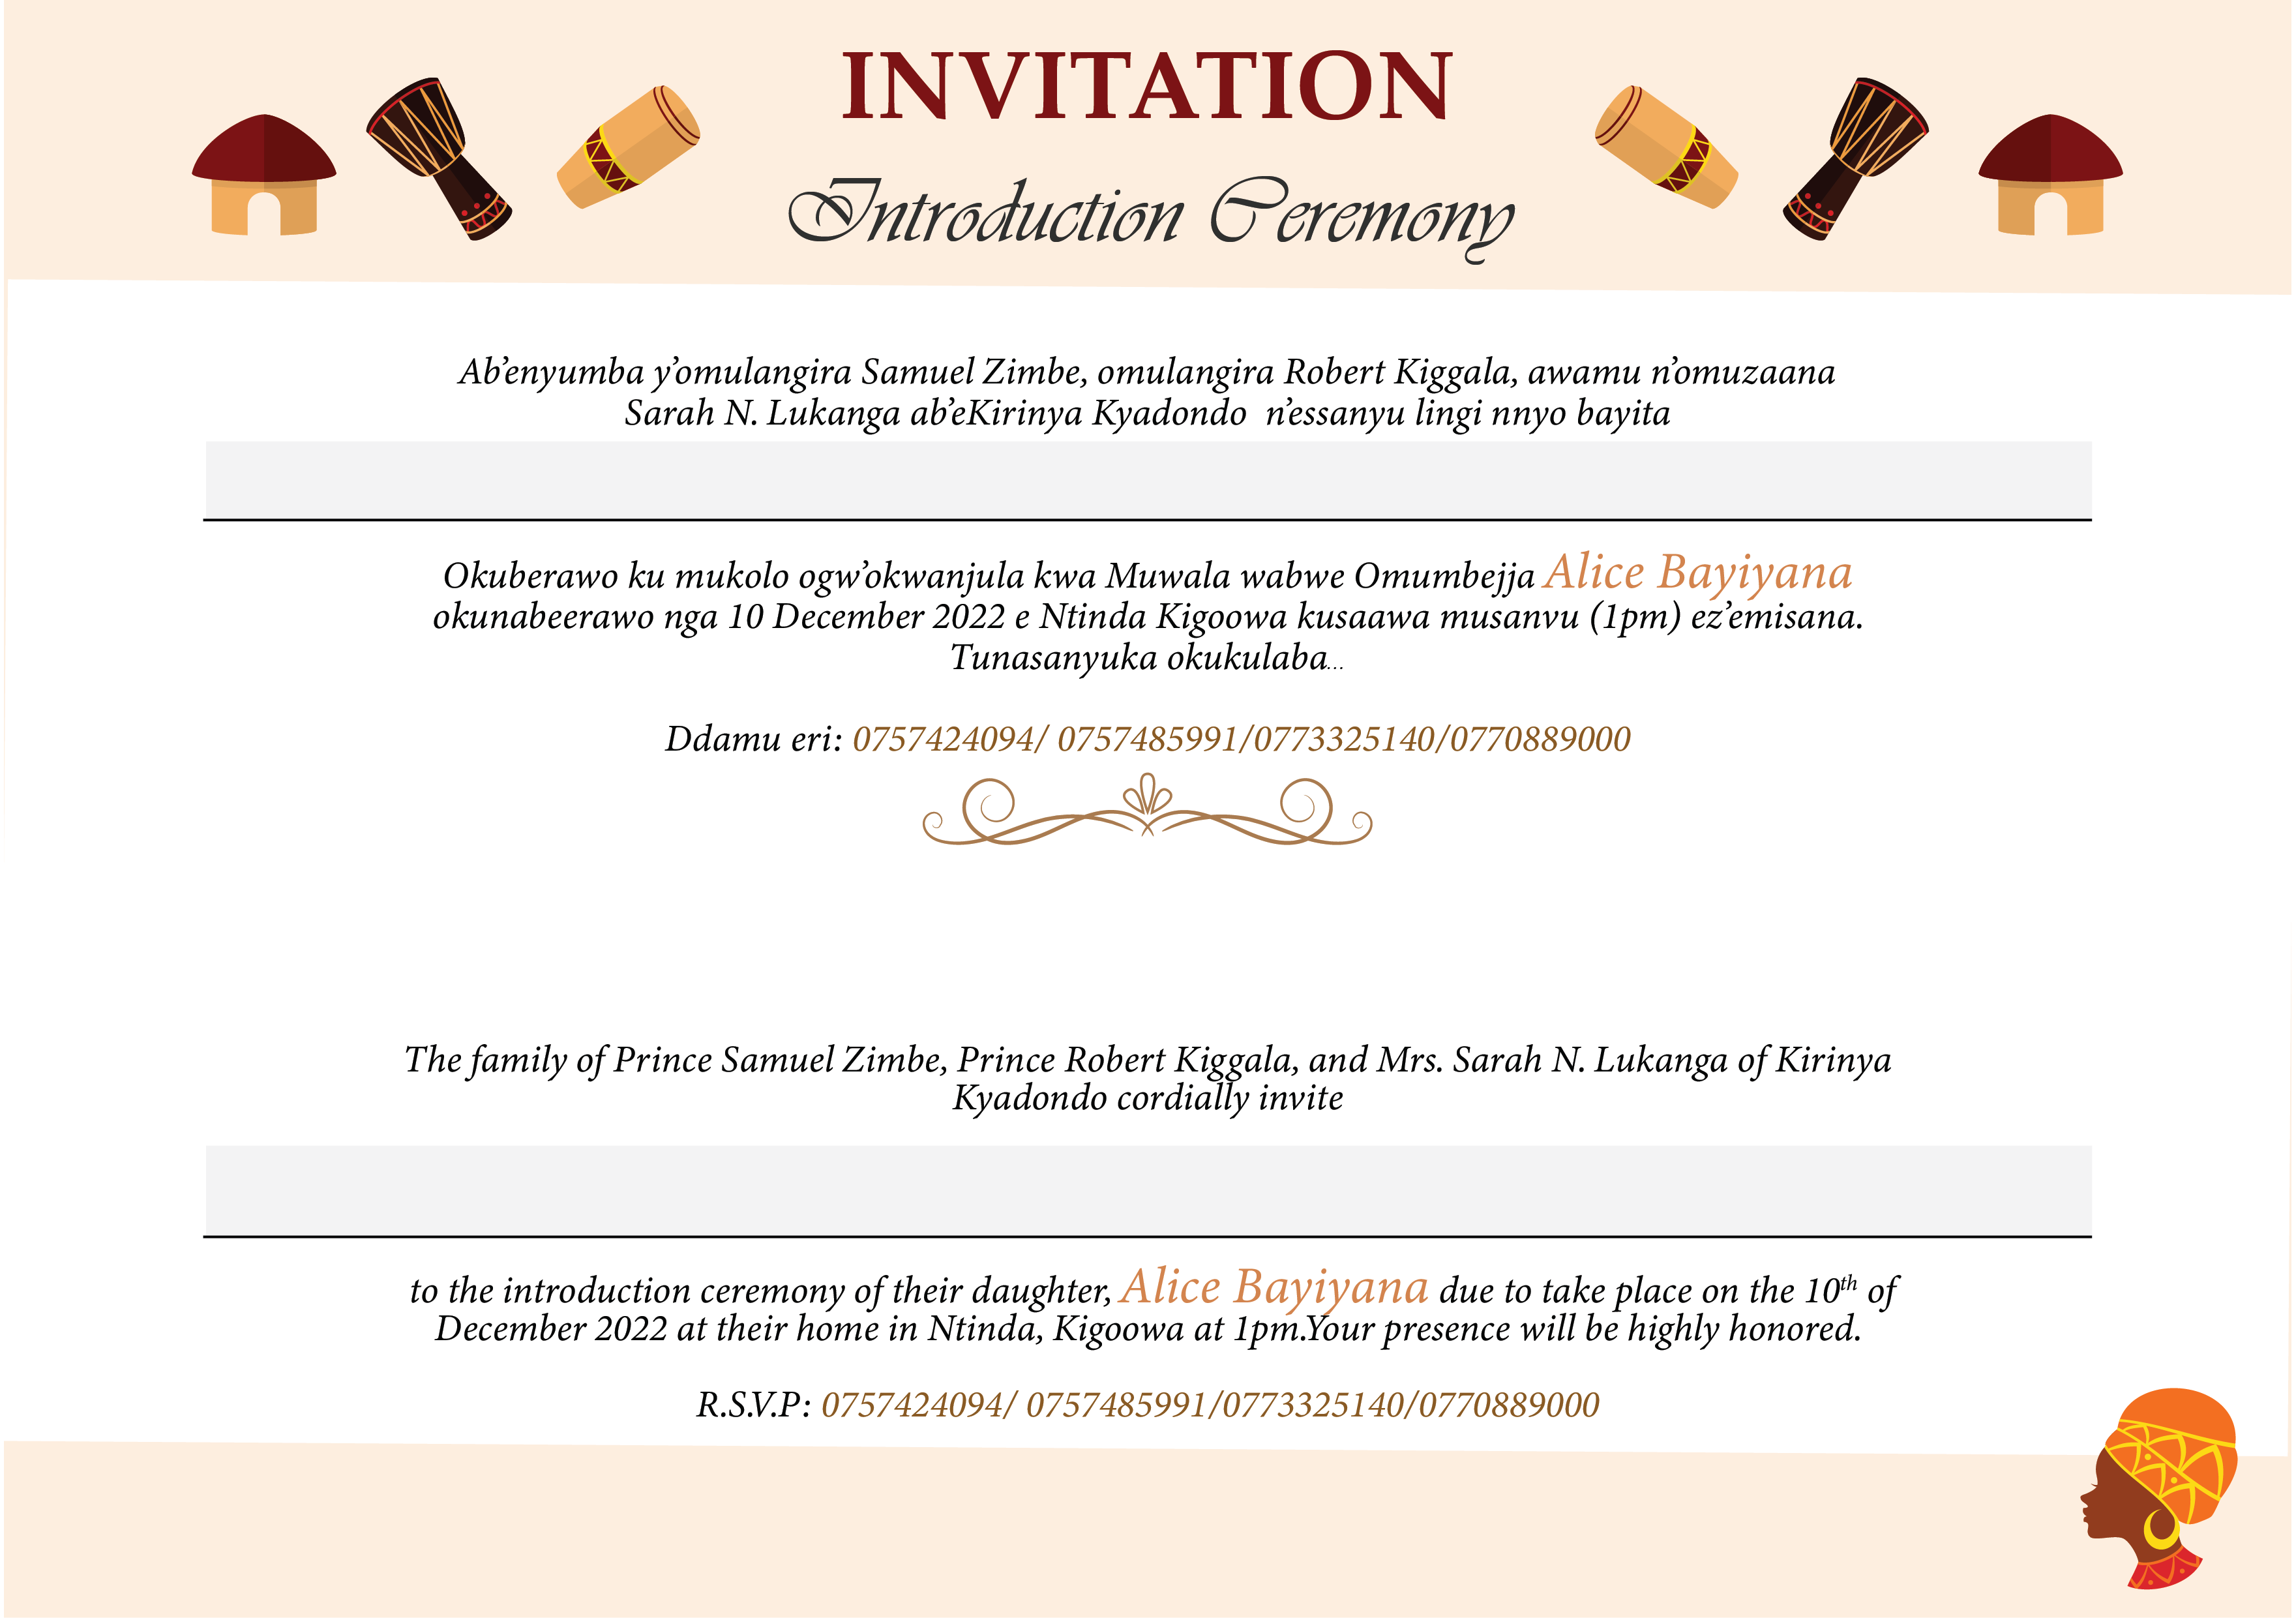 INVITATION
Introduction Ceremony
Ab’enyumba y’omulangira Samuel Zimbe, omulangira Robert Kiggala, awamu n’omuzaana
Sarah N. Lukanga ab’eKirinya Kyadondo n’essanyu lingi nnyo bayita
Okuberawo ku mukolo ogw’okwanjula kwa Muwala wabwe Omumbejja Alice Bayiyana
okunabeerawo nga 10 December 2022 e Ntinda Kigoowa kusaawa musanvu (1pm) ez’emisana.
Tunasanyuka okukulaba...
Ddamu eri: 0757424094/ 0757485991/0773325140/0770889000
The family of Prince Samuel Zimbe, Prince Robert Kiggala, and Mrs. Sarah N. Lukanga of Kirinya
Kyadondo cordially invite
to the introduction ceremony of their daughter, Alice Bayiyana due to take place on the 10th of
December 2022 at their home in Ntinda, Kigoowa at 1pm.Your presence will be highly honored.
R.S.V.P: 0757424094/ 0757485991/0773325140/0770889000